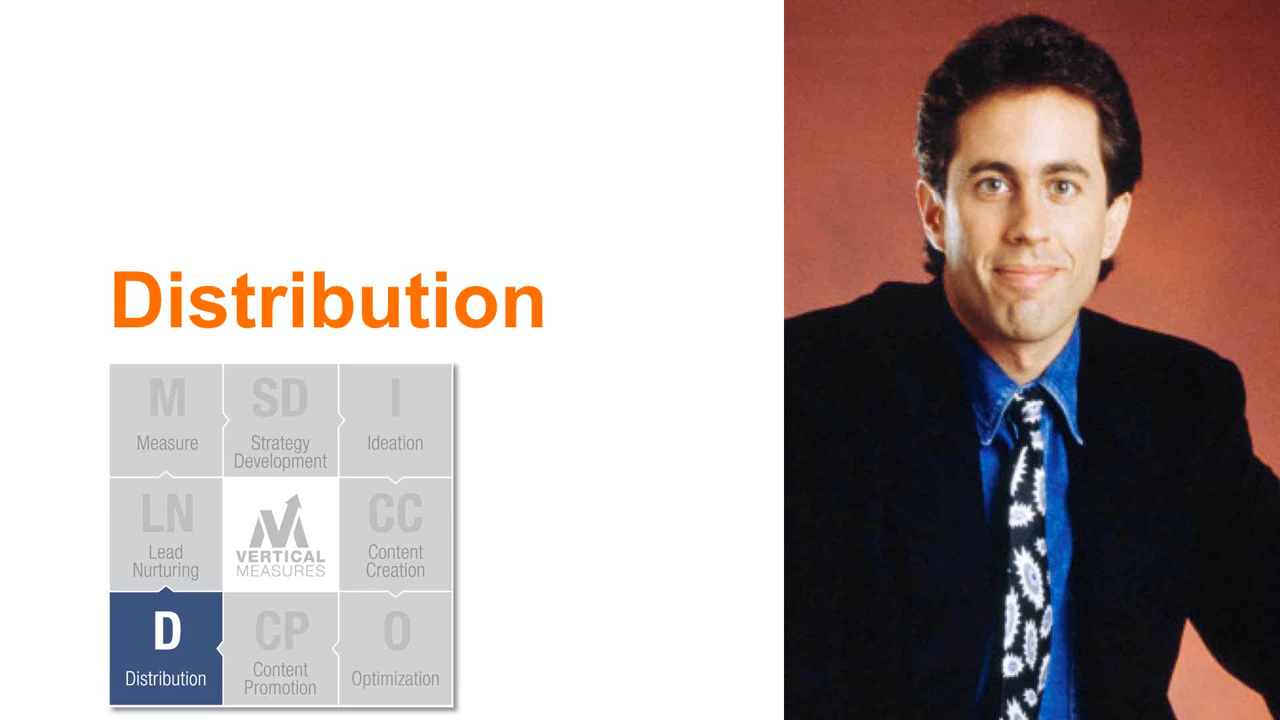 Distribution
M
Measure
SD
Strategy
Development
I
Ideation
LN
Lead
Nurturing
VERTICAL
MEASURES
CC
Content
Creation
D
Distribution
CP
Content
Promotion
O
Optimization